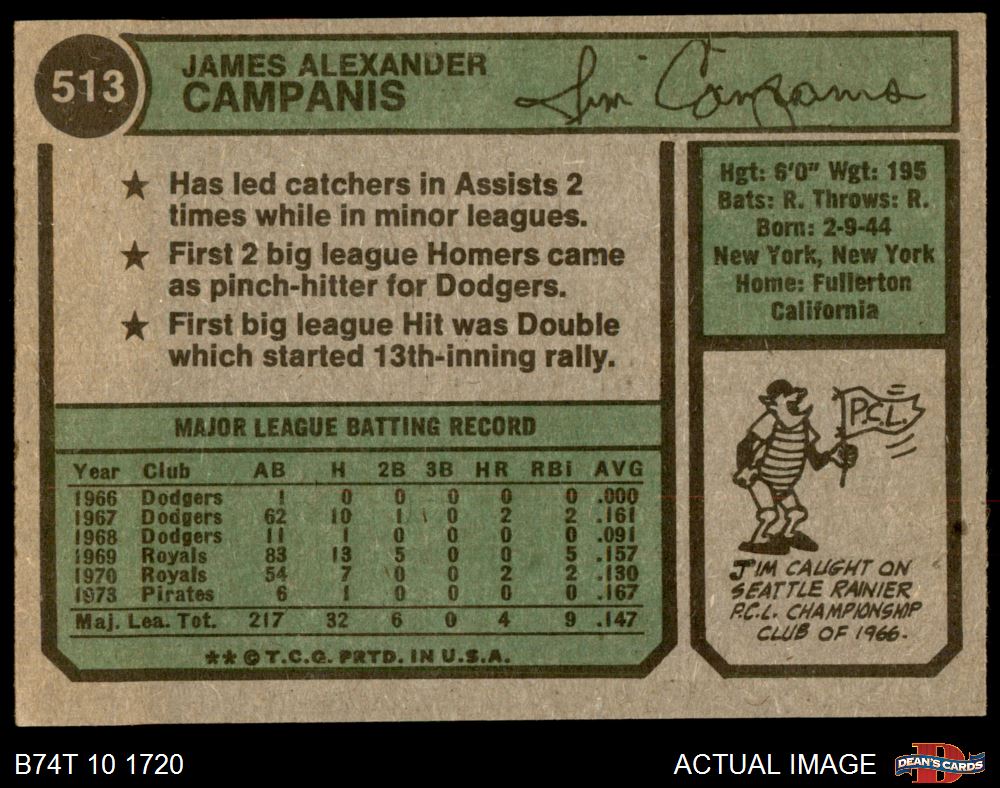 513
JAMES ALEXANDER
CAMPANIS
Jim Campanis
★ Has led catchers in Assists 2
times while in minor leagues.
★ First 2 big league Homers came
as pinch-hitter for Dodgers.
★ First big league Hit was Double
which started 13th-inning rally.
Hgt: 6'0" Wgt: 195
Bats: R. Throws: R.
Born: 2-9-44
New York, New York
Home: Fullerton
California
MAJOR LEAGUE BATTING RECORD
Year Club AB H 2B 3B HR RBI AVG
1966 Dodgers 1 0 0 0 0 0 .000
1967 Dodgers 62 10 1 0 2 2 .161
1968 Dodgers 11 1 0 0 0 0 .091
1969 Royals 83 13 5 0 0 5 .157
1970 Royals 54 7 0 0 2 2 .130
1973 Pirates 6 1 0 0 0 0 .167
Maj. Lea. Tot. 217 32 6 0 4 9 .147
** © T.C.G. PRTD. IN U.S.A.
P.C.L.
JIM CAUGHT ON
SEATTLE RAINIER
P.C.L. CHAMPIONSHIP
CLUB OF 1966.
B74T 10 1720
ACTUAL IMAGE
D
DEAN'S CARDS